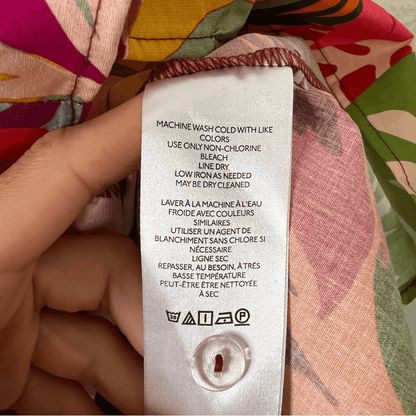 MACHINE WASH COLD WITH LIKE
COLORS
USE ONLY NON-CHLORINE
BLEACH
LINE DRY
LOW IRON AS NEEDED
MAY BE DRY CLEANED
LAVER À LA MACHINE À L'EAU
FROIDE AVEC COULEURS
SIMILAIRES
UTILISER UN AGENT DE
BLANCHIMENT SANS CHLORE SI
NÉCESSAIRE
LIGNE SEC
REPASSER, AU BESOIN, À TRÉS
BASSE TEMPÉRATURE
PEUT-ÊTRE ÊTRE NETTOYÉE
À SEC